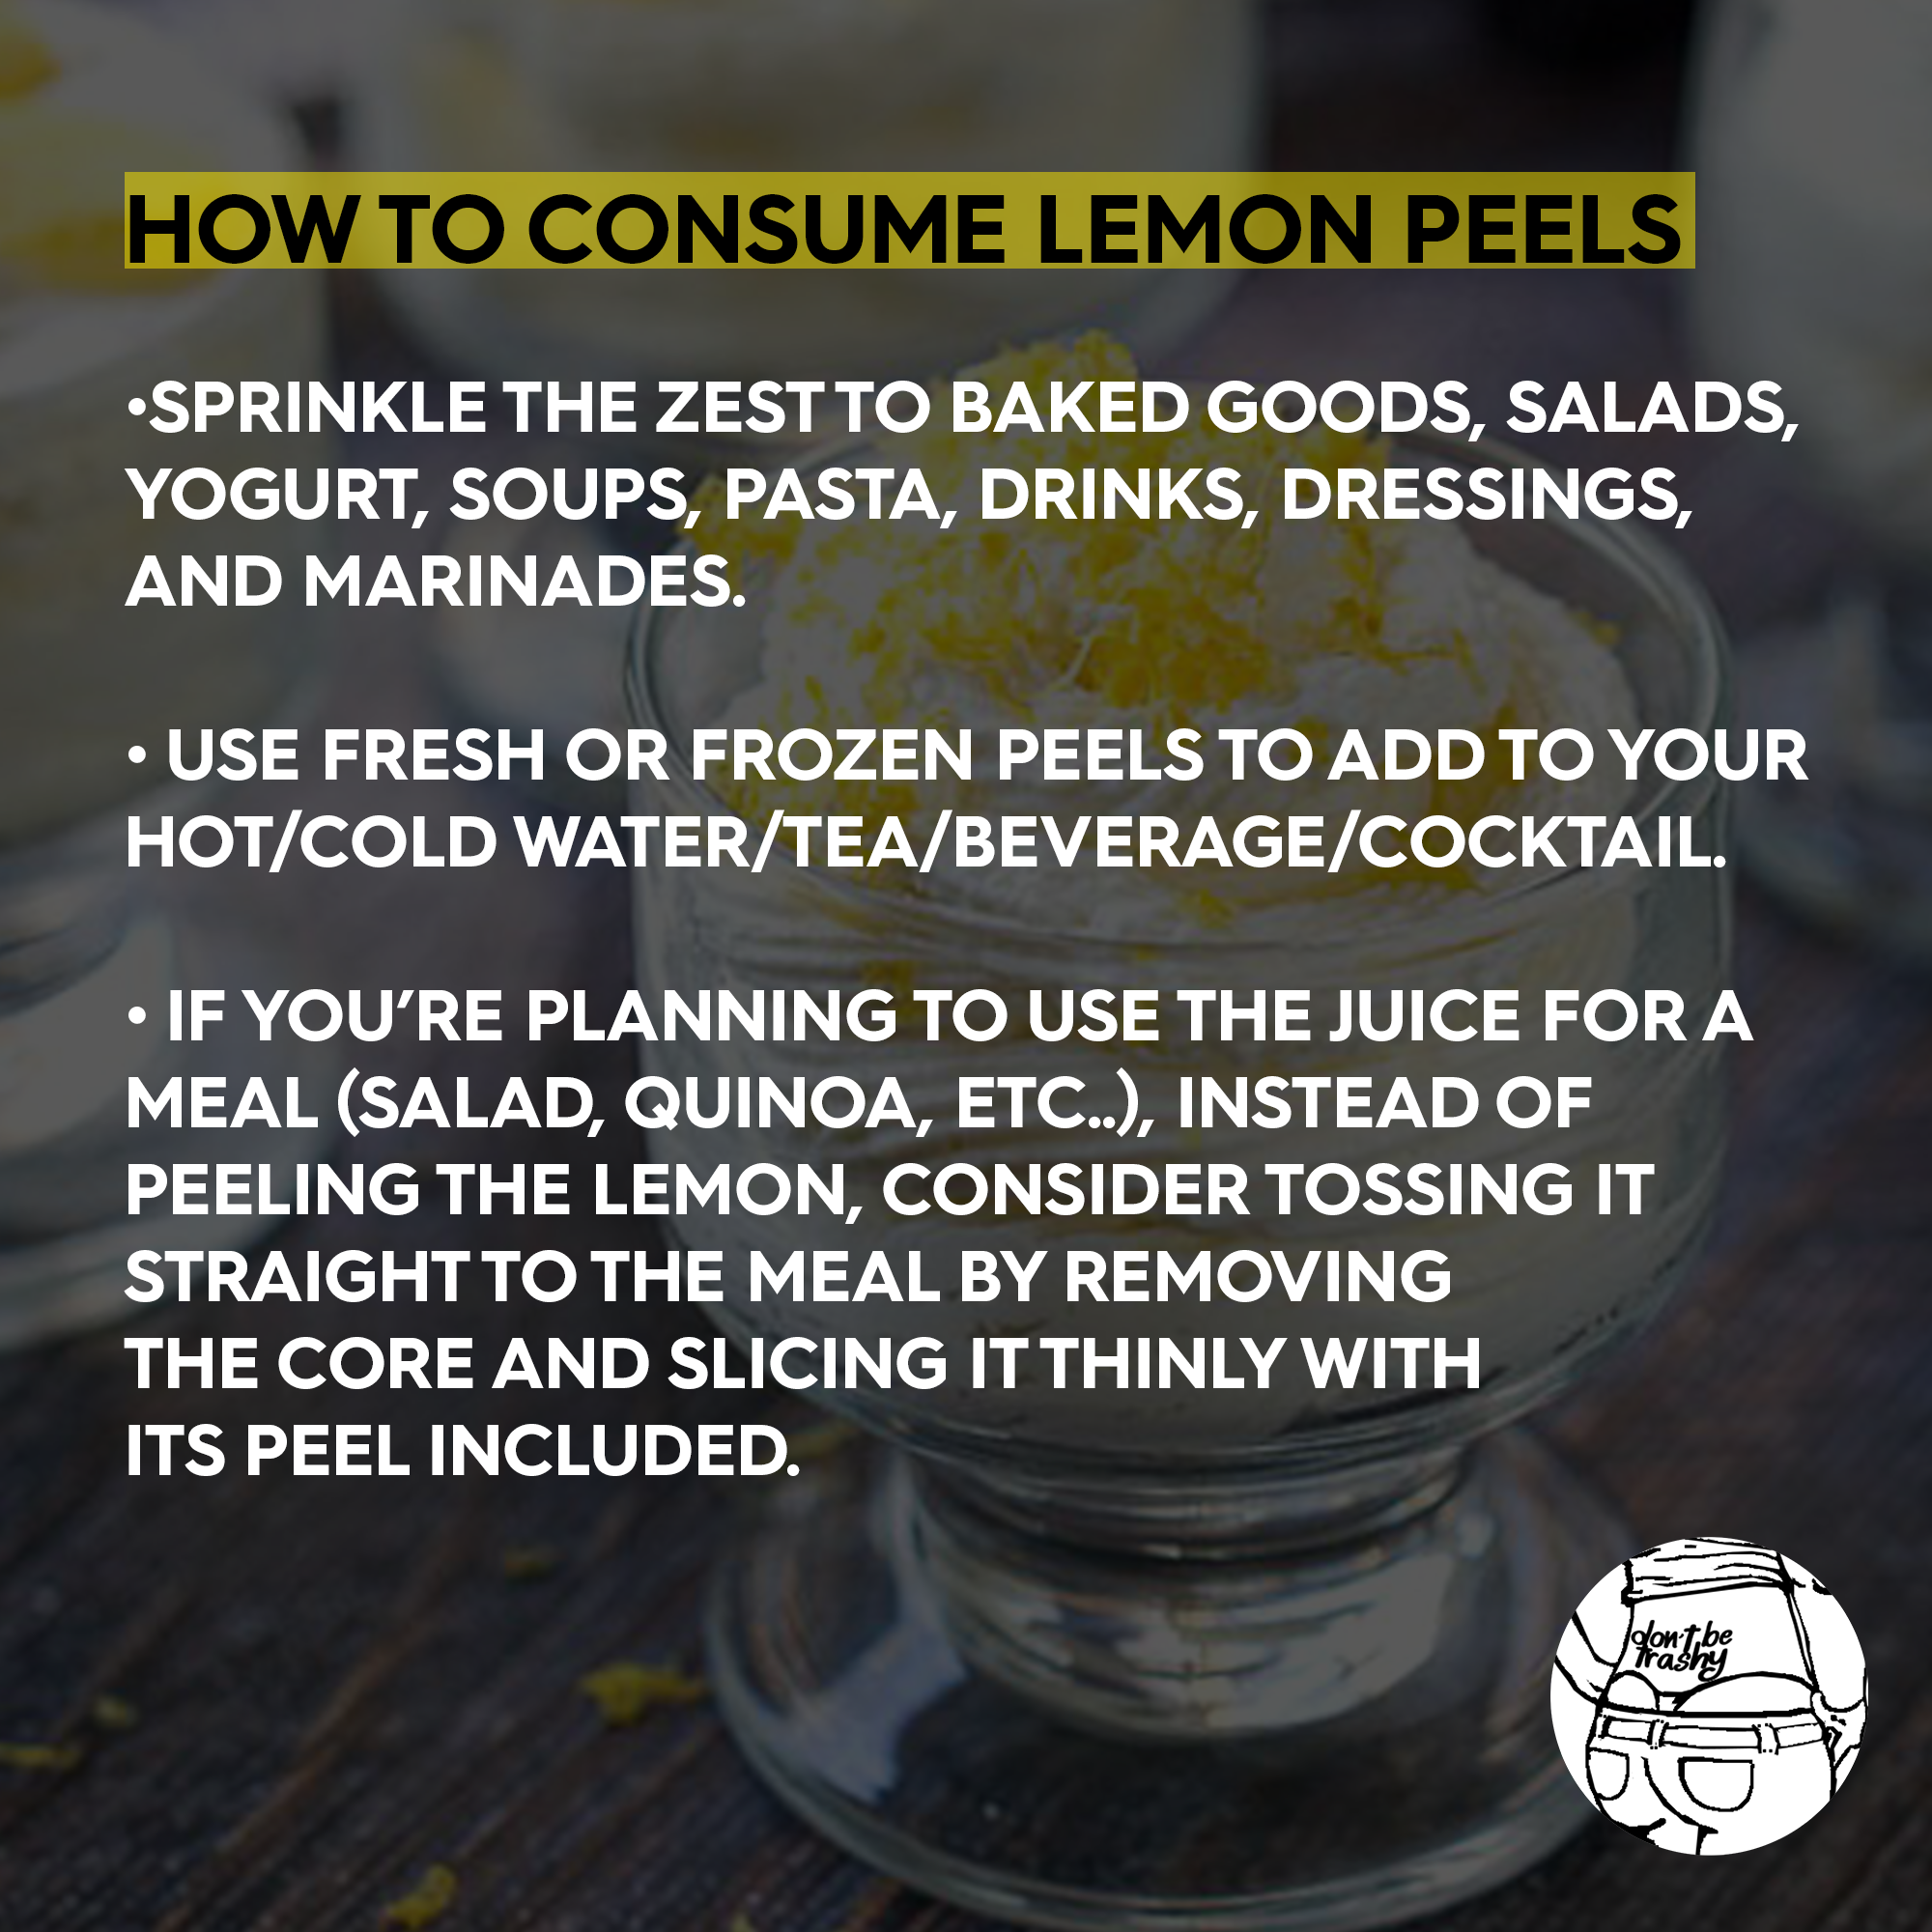 HOW TO CONSUME LEMON PEELS
•SPRINKLE THE ZEST TO BAKED GOODS, SALADS,
YOGURT, SOUPS, PASTA, DRINKS, DRESSINGS,
AND MARINADES.
• USE FRESH OR FROZEN PEELS TO ADD TO YOUR
HOT/COLD WATER/TEA/BEVERAGE/COCKTAIL.
• IF YOU’RE PLANNING TO USE THE JUICE FOR A
MEAL (SALAD, QUINOA, ETC..), INSTEAD OF
PEELING THE LEMON, CONSIDER TOSSING IT
STRAIGHT TO THE MEAL BY REMOVING
THE CORE AND SLICING IT THINLY WITH
ITS PEEL INCLUDED.
don't be
Trashy